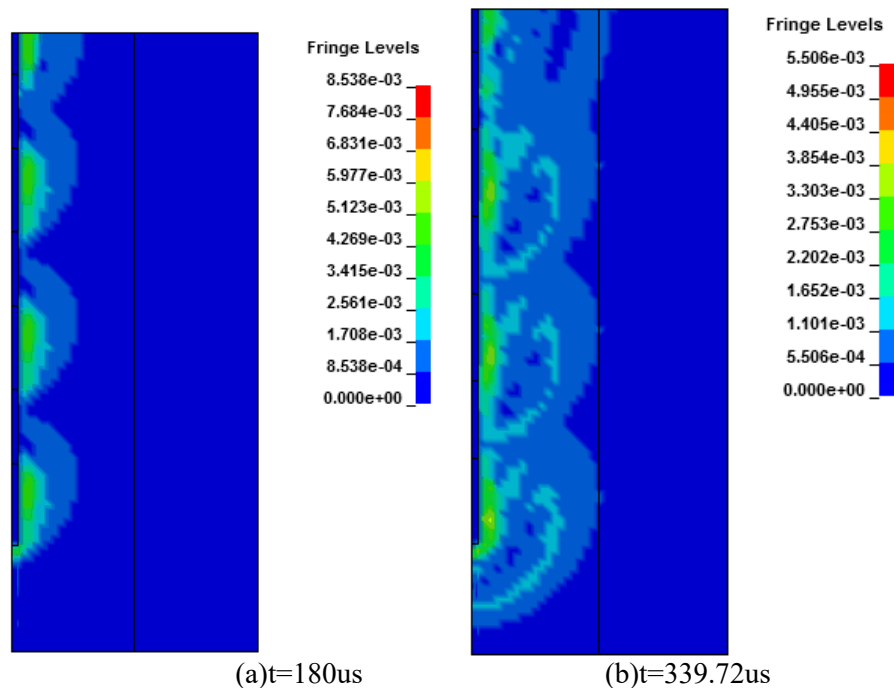 Fringe Levels
8.538e-03
7.684e-03
6.831e-03
5.977e-03
5.123e-03
4.269e-03
3.415e-03
2.561e-03
1.708e-03
8.538e-04
0.000e+00
Fringe Levels
5.506e-03
4.955e-03
4.405e-03
3.854e-03
3.303e-03
2.753e-03
2.202e-03
1.652e-03
1.101e-03
5.506e-04
0.000e+00
(a)t=180us
(b)t=339.72us